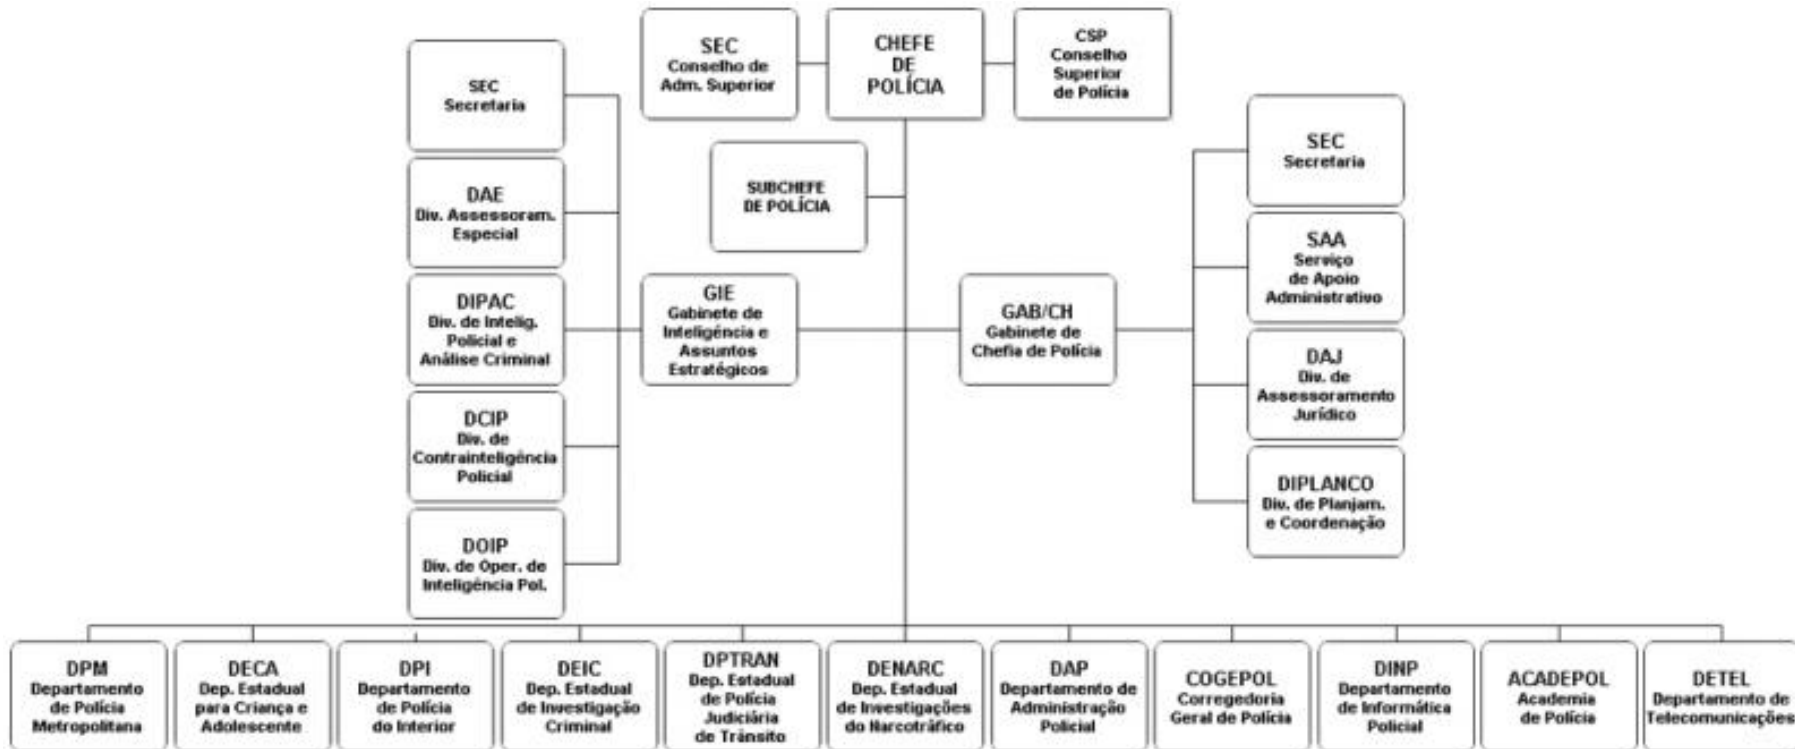 SEC
Conselho de
Adm. Superior
CHEFE
DE
POLÍCIA
CSP
Conselho
Superior
de Polícia
SEC
Secretaria
DAE
Div. Assessoram.
Especial
DIPAC
Div. de Intelig.
Policial e
Análise Criminal
DCIP
Div. de
Contrainteligência
Policial
DOIP
Div. de Oper. de
Inteligência Pol.
SUBCHEFE
DE POLÍCIA
GIE
Gabinete de
Inteligência e
Assuntos
Estratégicos
GAB/CH
Gabinete de
Chefia de Polícia
SEC
Secretaria
SAA
Serviço
de Apoio
Administrativo
DAJ
Div. de
Assessoramento
Jurídico
DIPLANCO
Div. de Planjam.
e Coordenação
DPM
Departamento
de Polícia
Metropolitana
DECA
Dep. Estadual
para Criança e
Adolescente
DPI
Departamento
de Polícia
do Interior
DEIC
Dep. Estadual
de Investigação
Criminal
DPTRAN
Dep. Estadual
de Polícia
Judiciária
de Trânsito
DENARC
Dep. Estadual
de Investigações
do Narcotráfico
DAP
Departamento de
Administração
Policial
COGEPOL
Corregedoria
Geral de Polícia
DINP
Departamento
de Informática
Policial
ACADEPOL
Academia
de Polícia
DETEL
Departamento de
Telecomunicações